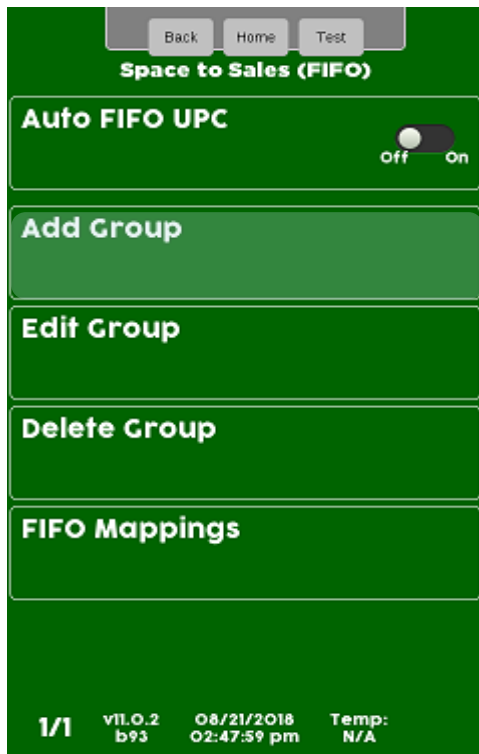 Back Home Test
Space to Sales (FIFO)
Auto FIFO UPC
Off On
Add Group
Edit Group
Delete Group
FIFO Mappings
1/1 v11.0.2 08/21/2018 Temp:
b93 02:47:59 pm N/A